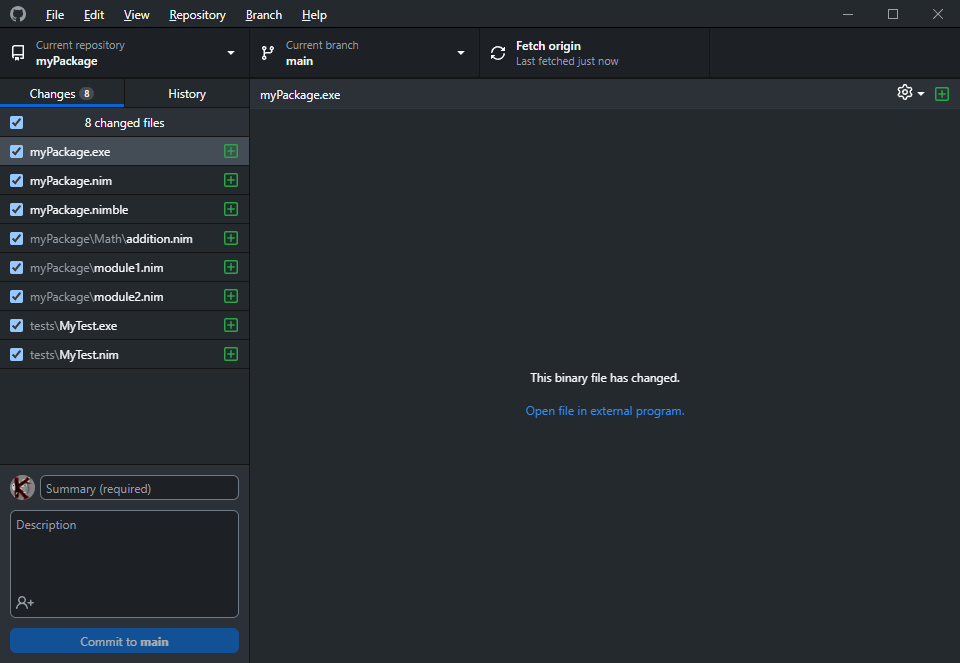 File Edit View Repository Branch Help
Current repository
myPackage
Current branch
main
Fetch origin
Last fetched just now
Changes 8 History
8 changed files
myPackage.exe
myPackage.nim
myPackage.nimble
myPackage\Math\addition.nim
myPackage\module1.nim
myPackage\module2.nim
tests\MyTest.exe
tests\MyTest.nim
Summary (required)
Description
Commit to main
myPackage.exe
This binary file has changed.
Open file in external program.